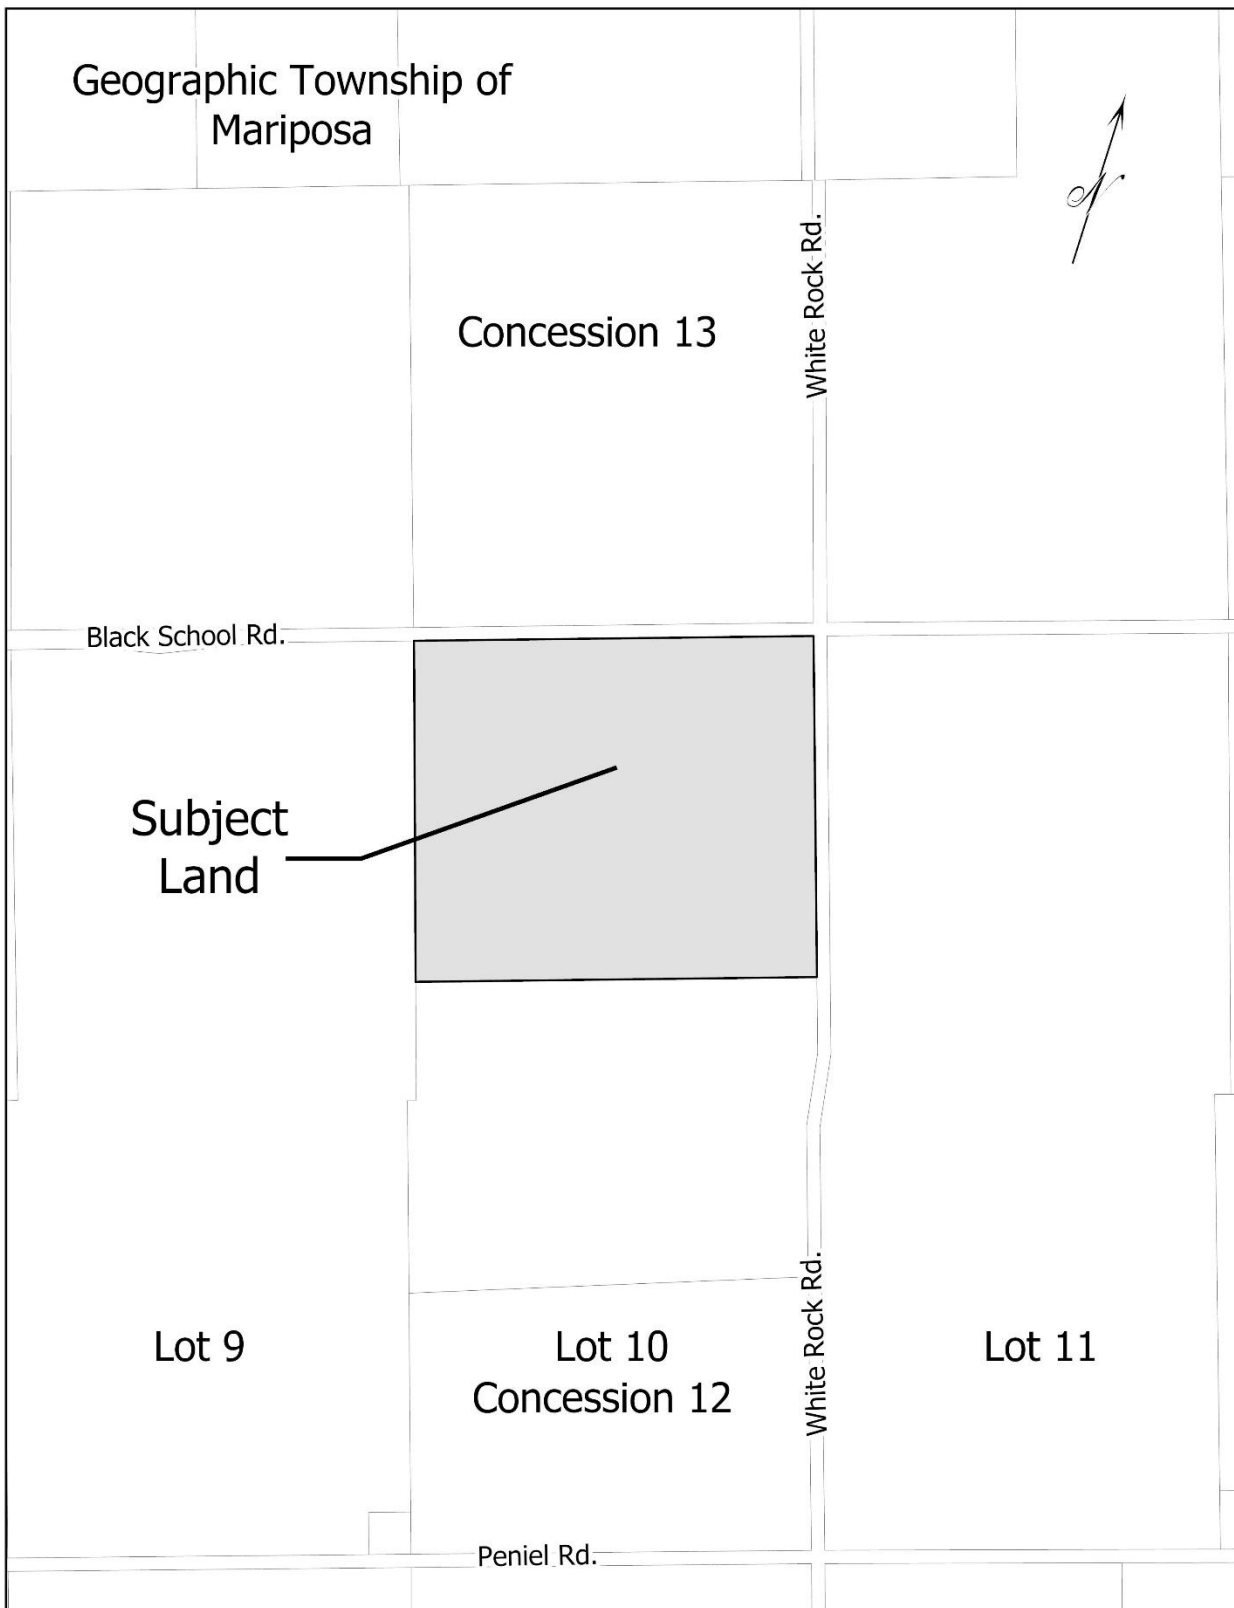 Geographic Township of
Mariposa
N
White Rock Rd.
Concession 13
Black School Rd.
Subject
Land
Lot 9
Lot 10
Concession 12
White Rock Rd.
Lot 11
Peniel Rd.